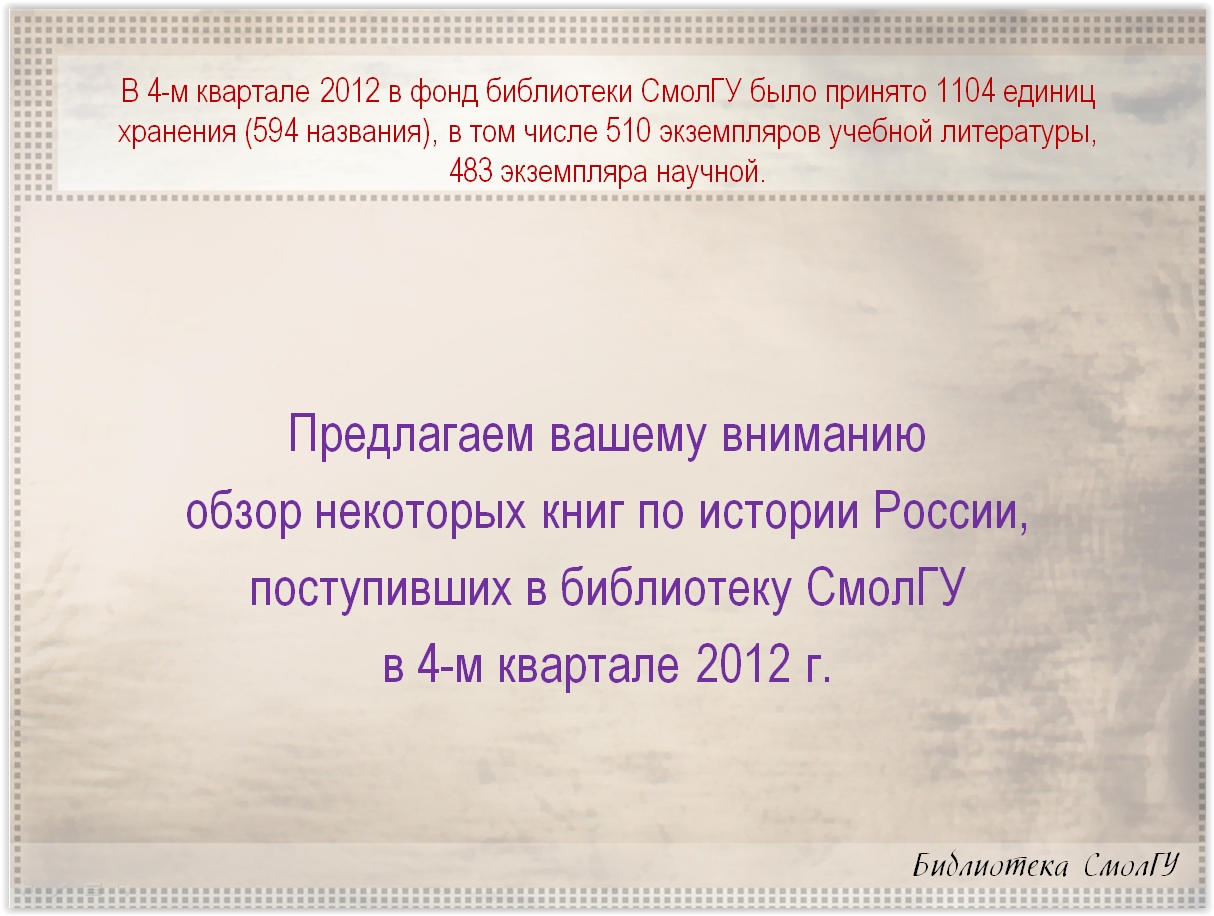 В 4-м квартале 2012 в фонд библиотеки СмолГУ было принято 1104 единиц
хранения (594 названия), в том числе 510 экземпляров учебной литературы,
483 экземпляра научной.
Предлагаем вашему вниманию
обзор некоторых книг по истории России,
поступивших в библиотеку СмолГУ
в 4-м квартале 2012 г.
Библиотека СмолГУ